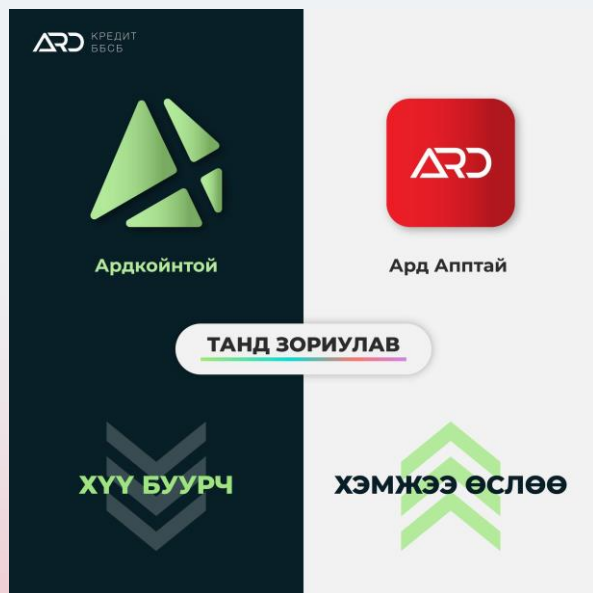 ARD КРЕДИТ
ББСБ
Ардкойнтой
ARD
Ард Апптай
ТАНД ЗОРИУЛАВ
ХҮҮ БУУРЧ
ХЭМЖЭЭ ӨСЛӨӨ